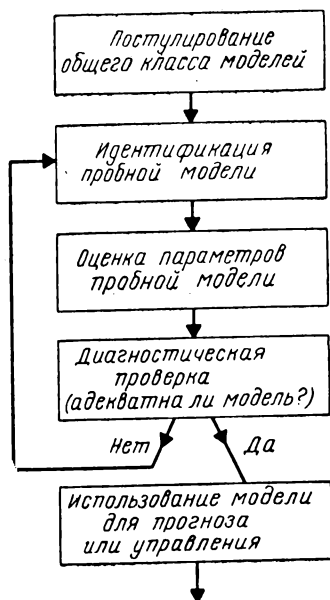 Постулирование
общего класса моделей
Идентификация
пробной модели
Оценка параметров
пробной модели
Диагностическая
проверка
(адекватна ли модель?)
Нет
Да
Использование модели
для прогноза
или управления